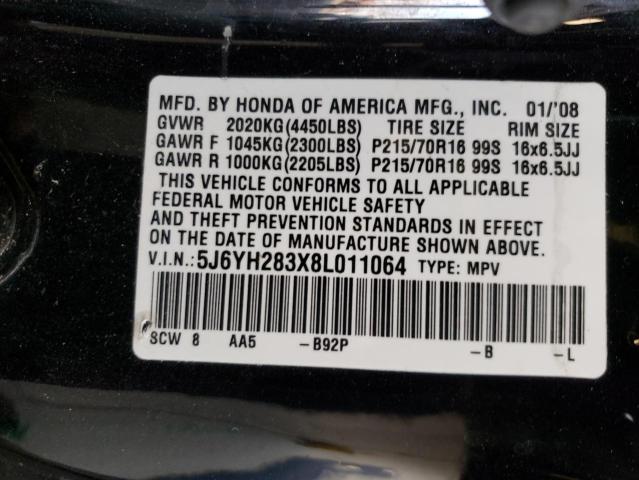 MFD. BY HONDA OF AMERICA MFG., INC. 01/'08
GVWR 2020KG(4450LBS) TIRE SIZE RIM SIZE
GAWR F 1045KG(2300LBS) P215/70R16 99S 16x6.5JJ
GAWR R 1000KG(2205LBS) P215/70R16 99S 16x6.5JJ
THIS VEHICLE CONFORMS TO ALL APPLICABLE
FEDERAL MOTOR VEHICLE SAFETY
AND THEFT PREVENTION STANDARDS IN EFFECT
ON THE DATE OF MANUFACTURE SHOWN ABOVE.
V.I.N.: 5J6YH283X8L011064 TYPE: MPV
SCW 8 AA5 -B92P -B -L